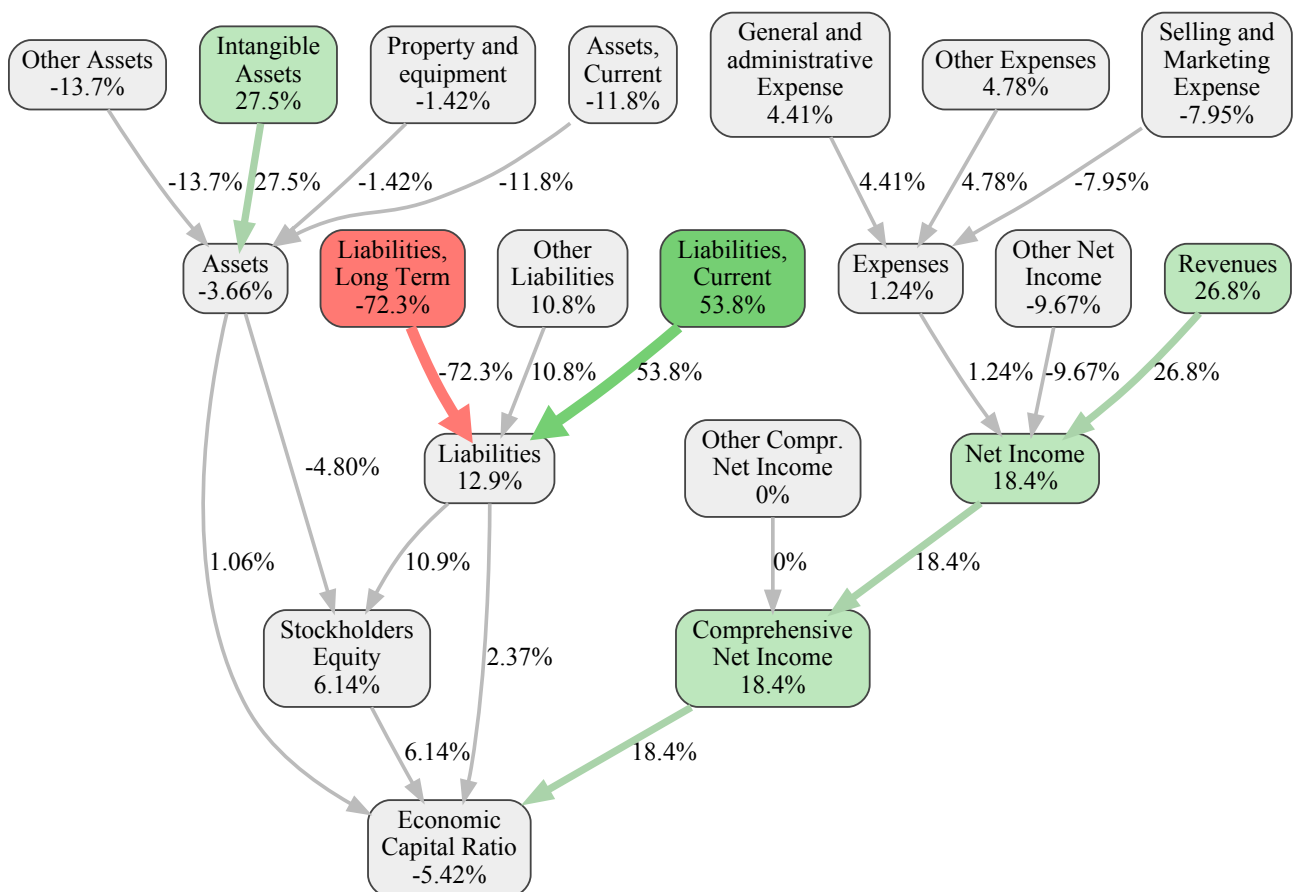 Other Assets
-13.7%
Intangible
Assets
27.5%
Property and
equipment
-1.42%
Assets,
Current
-11.8%
General and
administrative
Expense
4.41%
Other Expenses
4.78%
Selling and
Marketing
Expense
-7.95%
-13.7%
27.5%
-1.42%
-11.8%
4.41%
4.78%
-7.95%
Assets
-3.66%
Liabilities,
Long Term
-72.3%
Other
Liabilities
10.8%
Liabilities,
Current
53.8%
Expenses
1.24%
Other Net
Income
-9.67%
Revenues
26.8%
-72.3%
10.8%
53.8%
1.24%
-9.67%
26.8%
-4.80%
Liabilities
12.9%
Other Compr.
Net Income
0%
Net Income
18.4%
1.06%
10.9%
0%
18.4%
Stockholders
Equity
6.14%
2.37%
Comprehensive
Net Income
18.4%
6.14%
18.4%
Economic
Capital Ratio
-5.42%